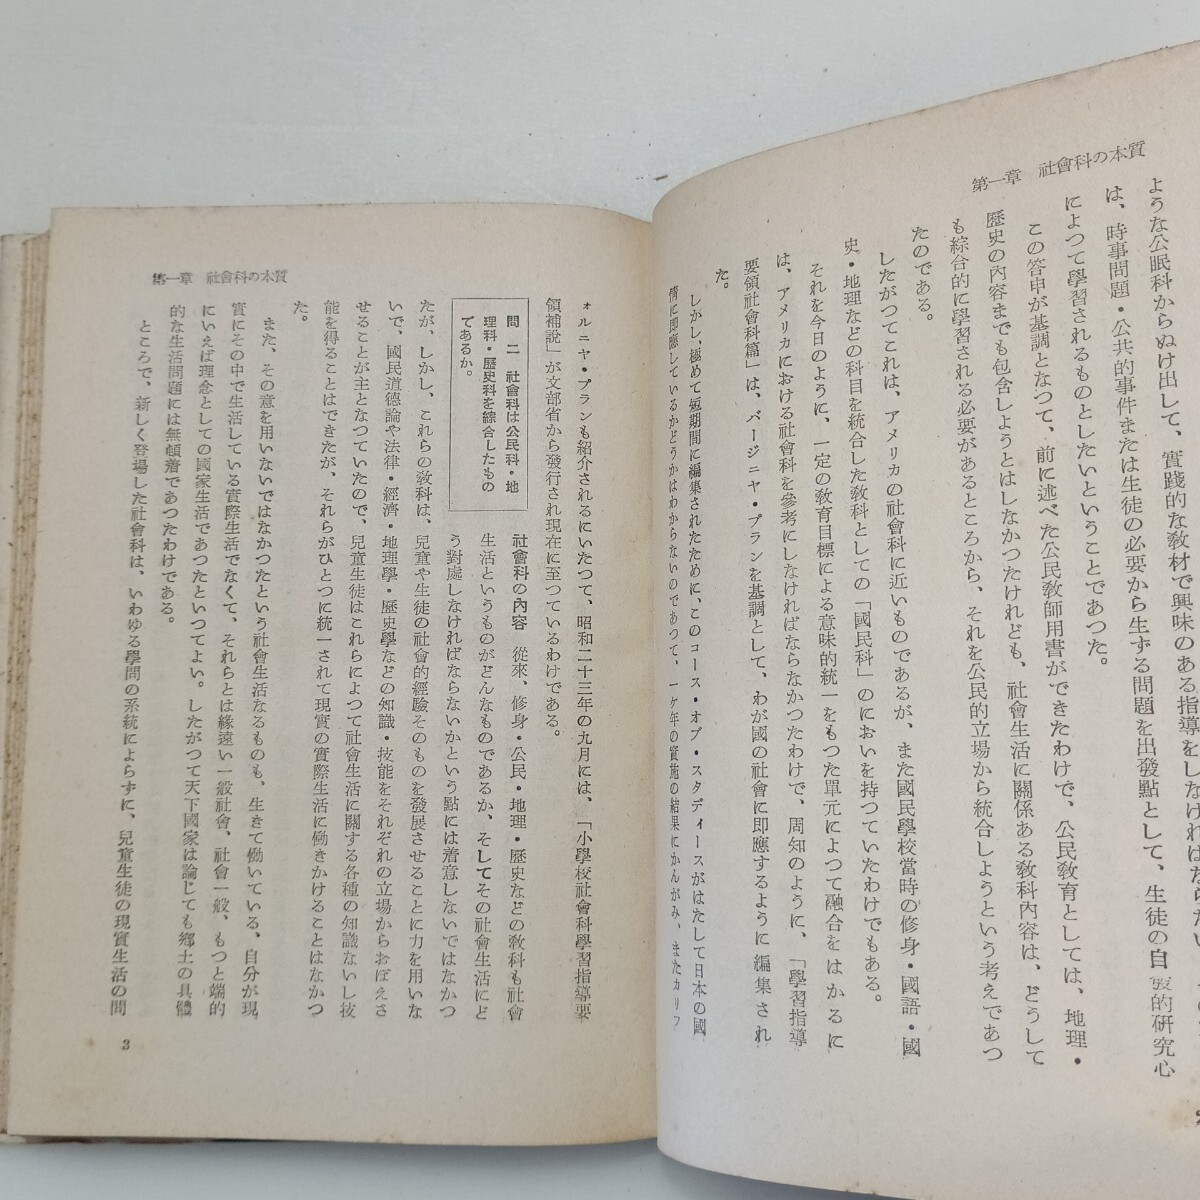 第一章　社會科の本質
ような公民科からぬけ出して、實踐的な教材で興味のある指導をしなければならない
は、時事問題・公共的事件または生徒の必要から生ずる問題を出發點として、生徒の自發的研究心
によつて學習されるものとしたいということであつた。
この答申が基調となつて、前に述べた公民教師用書ができたわけで、公民教育としては、地理・
歷史の內容までも包含しようとはしなかつたけれども、社會生活に關係ある教科內容は、どうして
も綜合的に學習される必要があるところから、それを公民的立場から統合しようという考えであつ
たのである。
したがつてこれは、アメリカの社會科に近いものであるが、また國民學校當時の修身・國語・國
史・地理などの科目を統合した教科としての「國民科」のにおいを持つていたわけでもある。
それを今日のように、一定の教育目標による意味的統一をもつた單元によつて融合をはかるに
は、アメリカにおける社會科を參考にしなければならなかつたわけで、周知のように、「學習指導
要領社會科篇」は、バージニヤ・プランを基調として、わが國の社會に即應するように編集され
た。
しかし、極めて短期間に編集されたために、このコース・オブ・スタディースがはたして日本の國
情に即應しているかどうかはわからないのであつて、一ケ年の實施の結果にかんがみ、またカリフ
2
第一章　社會科の本質
ォルニヤ・プランも紹介されるにいたつて、昭和二十三年の九月には、「小學校社會科學習指導要
領補說」が文部省から發行され現在に至つているわけである。
問　二　社會科は公民科・地
理科・歷史科を綜合したもの
であるか。
社會科の內容　從來、修身・公民・地理・歷史などの教科も社會
生活というものがどんなものであるか、そしてその社會生活にど
う對處しなければならないかという點には着意しないではなかつ
たが、しかし、これらの教科は、兒童や生徒の社會的經驗そのものを發展させることに力を用いな
いで、國民道德論や法律・經濟・地理學・歷史學などの知識・技能をそれぞれの立場からおぼえさ
せることが主となつていたので、兒童生徒はこれらによつて社會生活に關する各種の知識ないし技
能を得ることはできたが、それらがひとつに統一されて現實の實際生活に働きかけることはなかつ
た。
また、その意を用いないではなかつたという社會生活なるものも、生きて働いている、自分が現
實にその中で生活している實際生活でなくて、それらとは緣遠い一般社會、社會一般、もつと端的
にいえば理念としての國家生活であつたといつてよい。したがつて天下國家は論じても鄉土の具體
的な生活問題には無頓着であつたわけである。
ところで、新しく登場した社會科は、いわゆる學問の系統によらずに、兒童生徒の現實生活の問
3